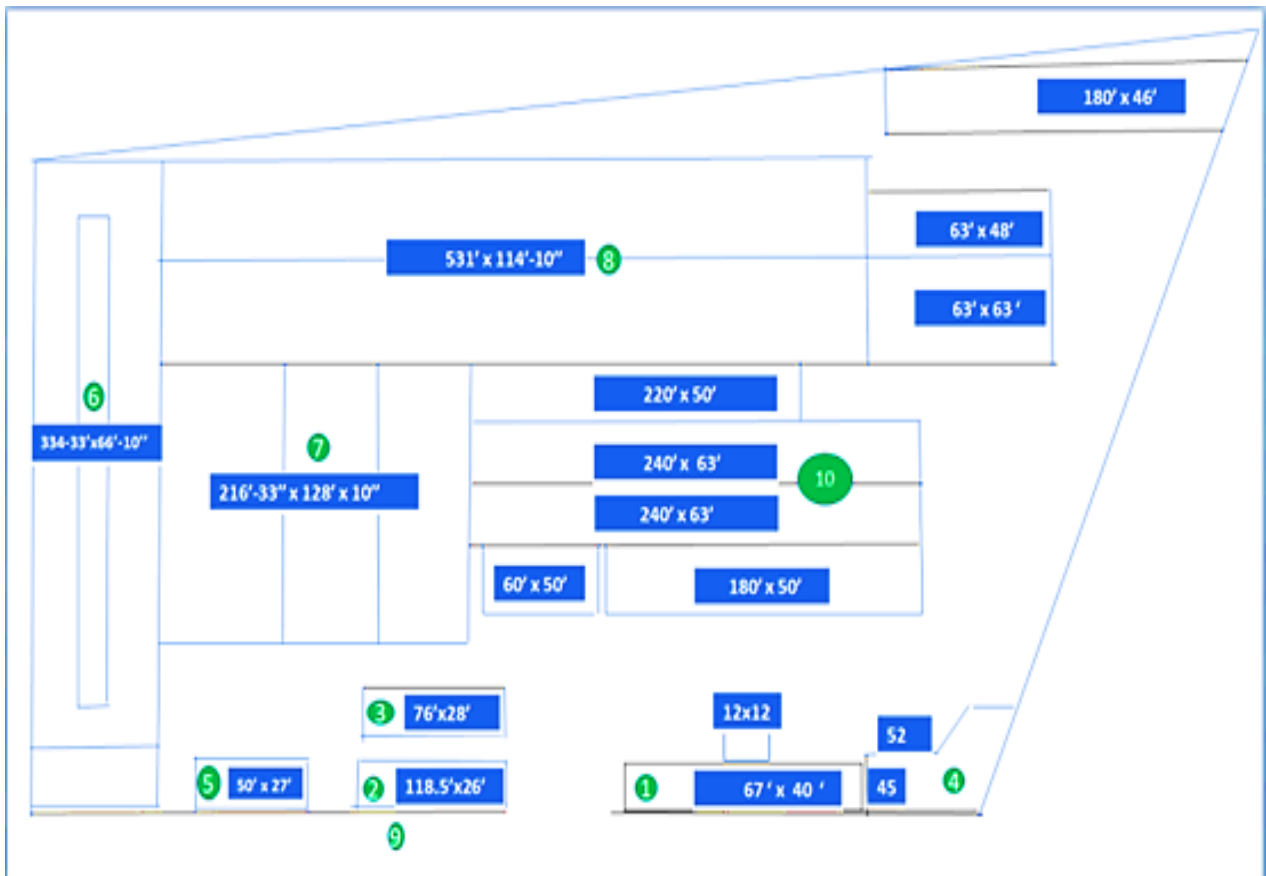 180' x 46'
63' x 48'
531' x 114'-10"
8
63' x 63 '
6
220' x 50'
334-33'x66'-10"
7
240' x 63'
10
216'-33" x 128' x 10"
240' x 63'
60' x 50'
180' x 50'
3
76'x28'
12x12
52
5
50' x 27'
2
118.5'x26'
1
67 ' x 40 '
45
4
9